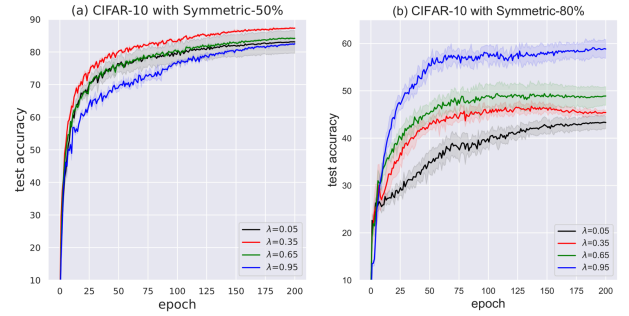 (a) CIFAR-10 with Symmetric-50%
90
80
70
60
50
40
30
20
10
test accuracy
0
25
50
75
100
125
150
175
200
epoch
λ=0.05
λ=0.35
λ=0.65
λ=0.95
(b) CIFAR-10 with Symmetric-80%
60
50
40
30
20
10
test accuracy
0
25
50
75
100
125
150
175
200
epoch
λ=0.05
λ=0.35
λ=0.65
λ=0.95